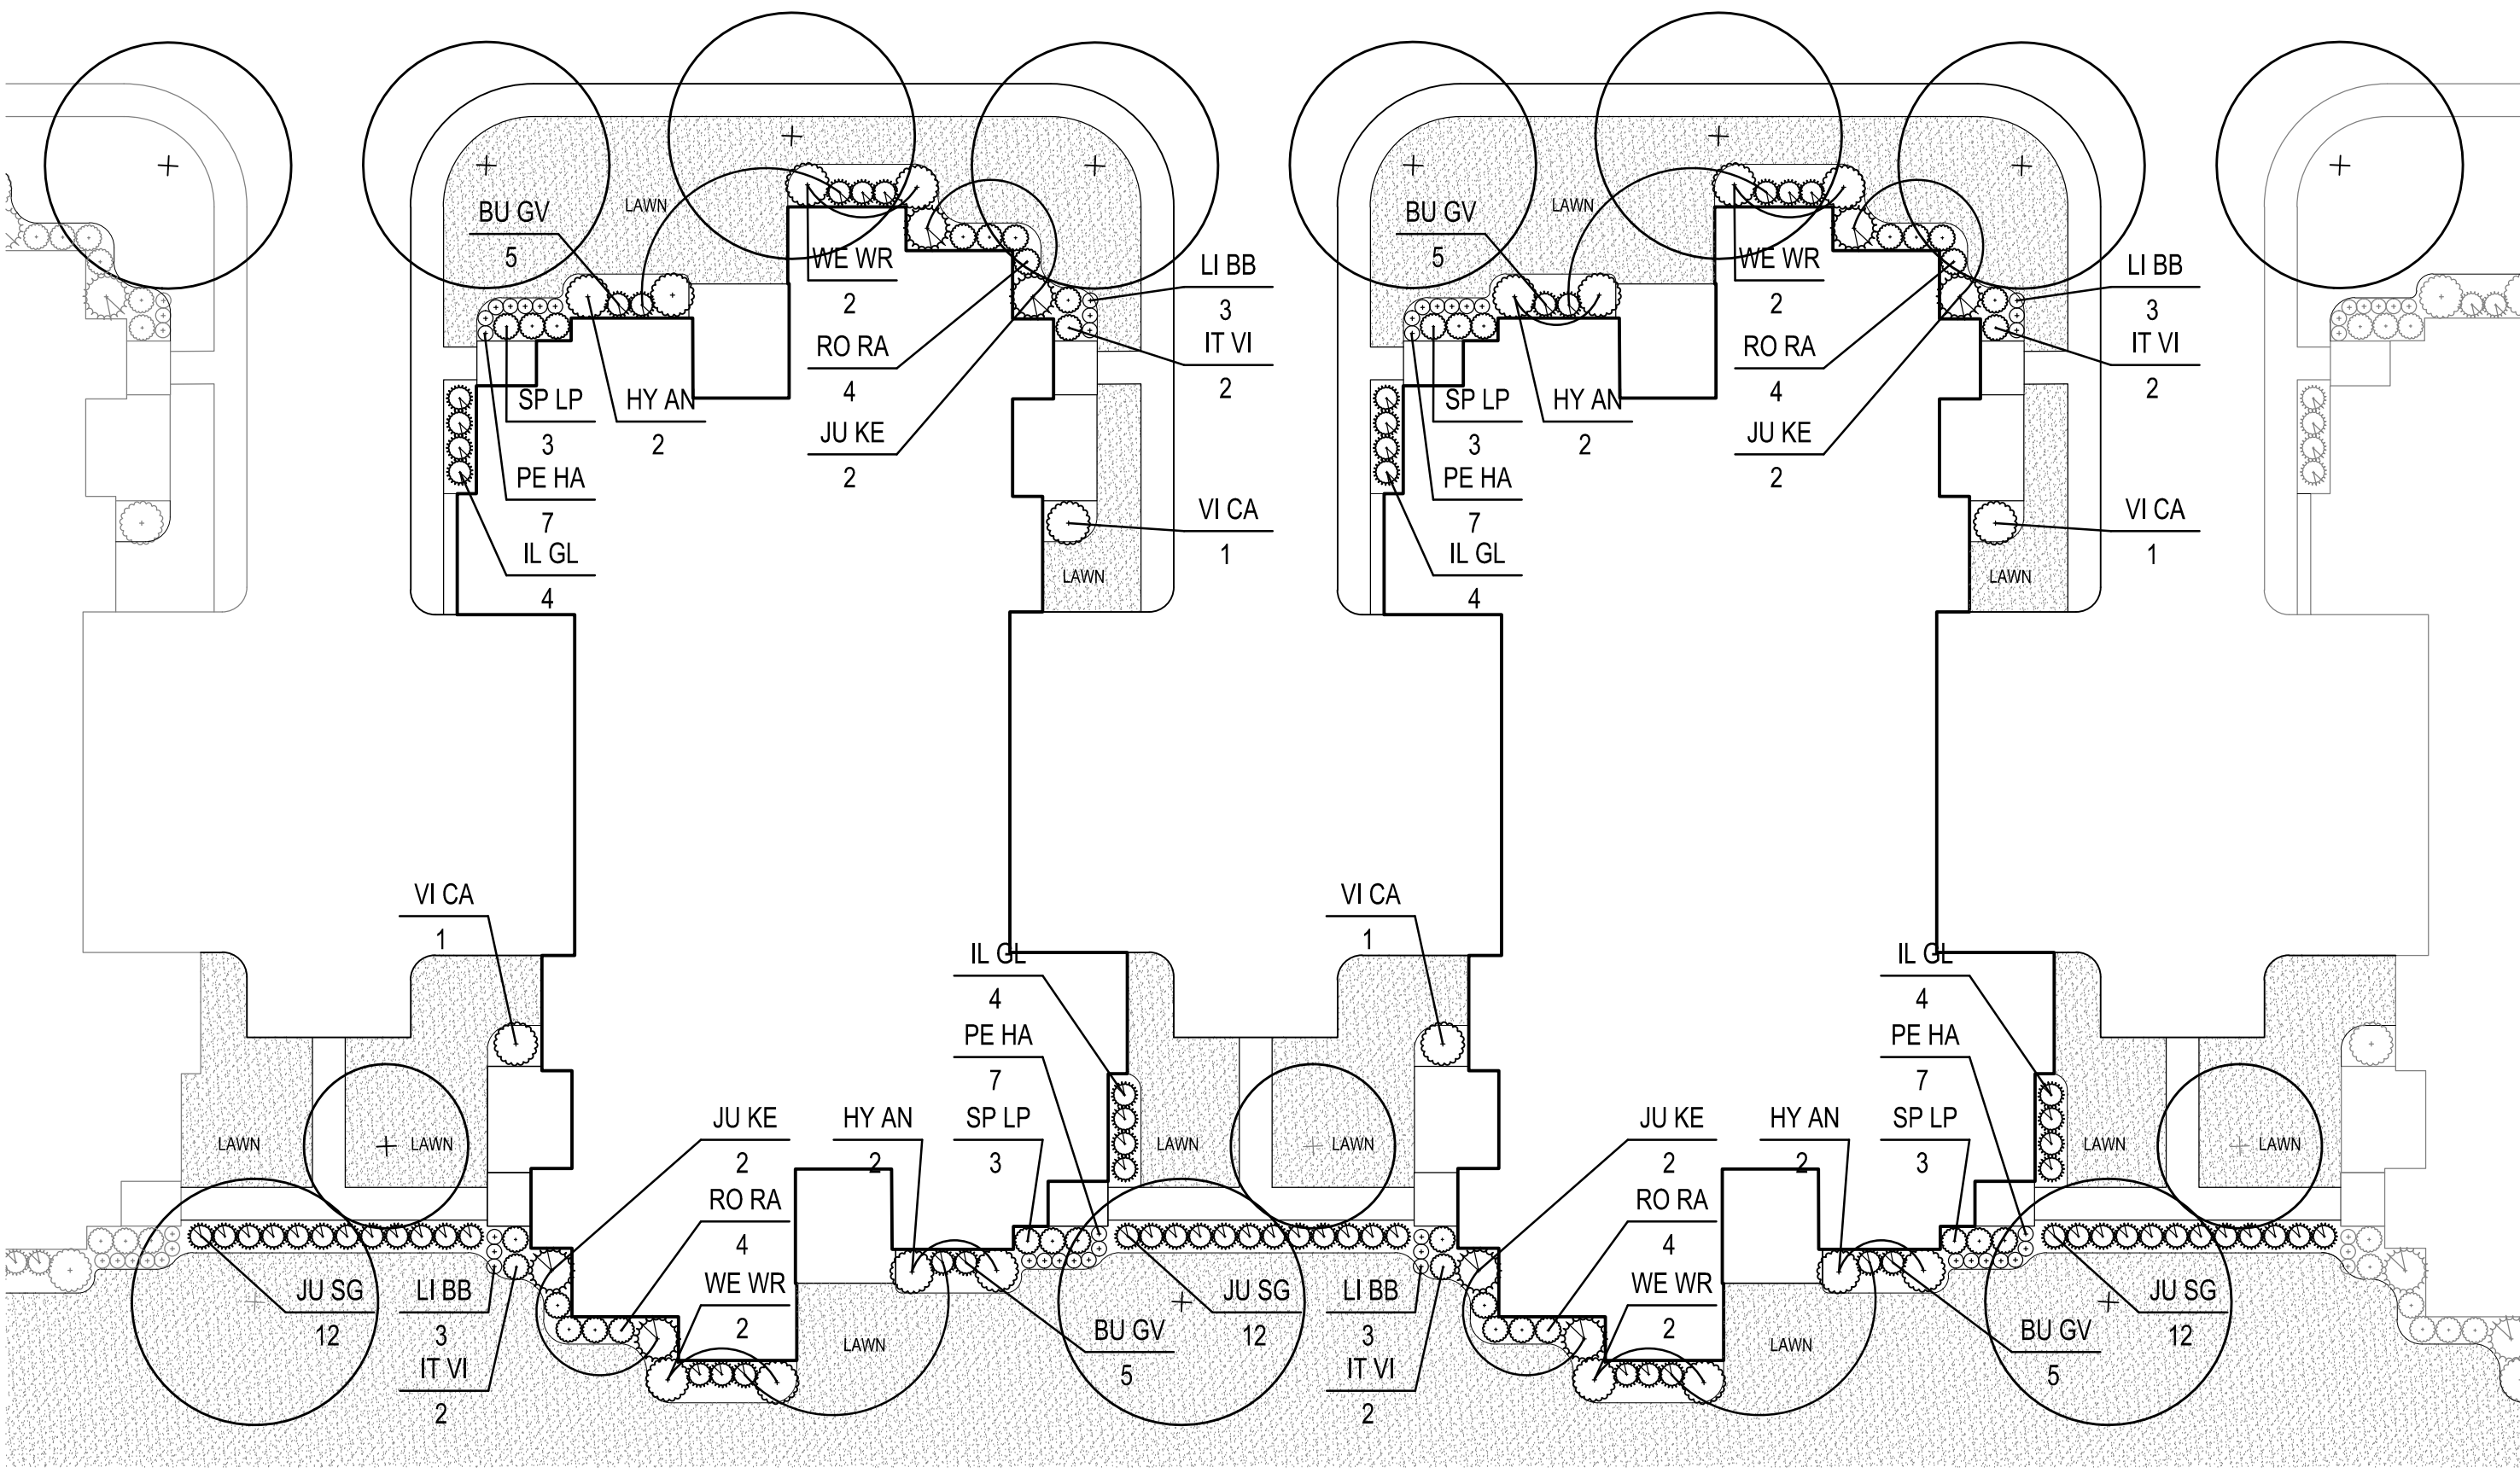 BU GV
5
LAWN
WE WR
2
RO RA
4
JU KE
2
LI BB
3
IT VI
2
SP LP
3
HY AN
2
PE HA
7
IL GL
4
VI CA
1
LAWN
BU GV
5
LAWN
WE WR
2
RO RA
4
JU KE
2
LI BB
3
IT VI
2
SP LP
3
HY AN
2
PE HA
7
IL GL
4
VI CA
1
LAWN
VI CA
1
LAWN
LAWN
JU SG
12
LI BB
3
IT VI
2
JU KE
2
RO RA
4
WE WR
2
HY AN
2
IL GL
4
PE HA
7
SP LP
3
LAWN
BU GV
5
VI CA
1
LAWN
LAWN
JU SG
12
LI BB
3
IT VI
2
JU KE
2
RO RA
4
WE WR
2
HY AN
2
IL GL
4
PE HA
7
SP LP
3
LAWN
BU GV
5
LAWN
LAWN
JU SG
12